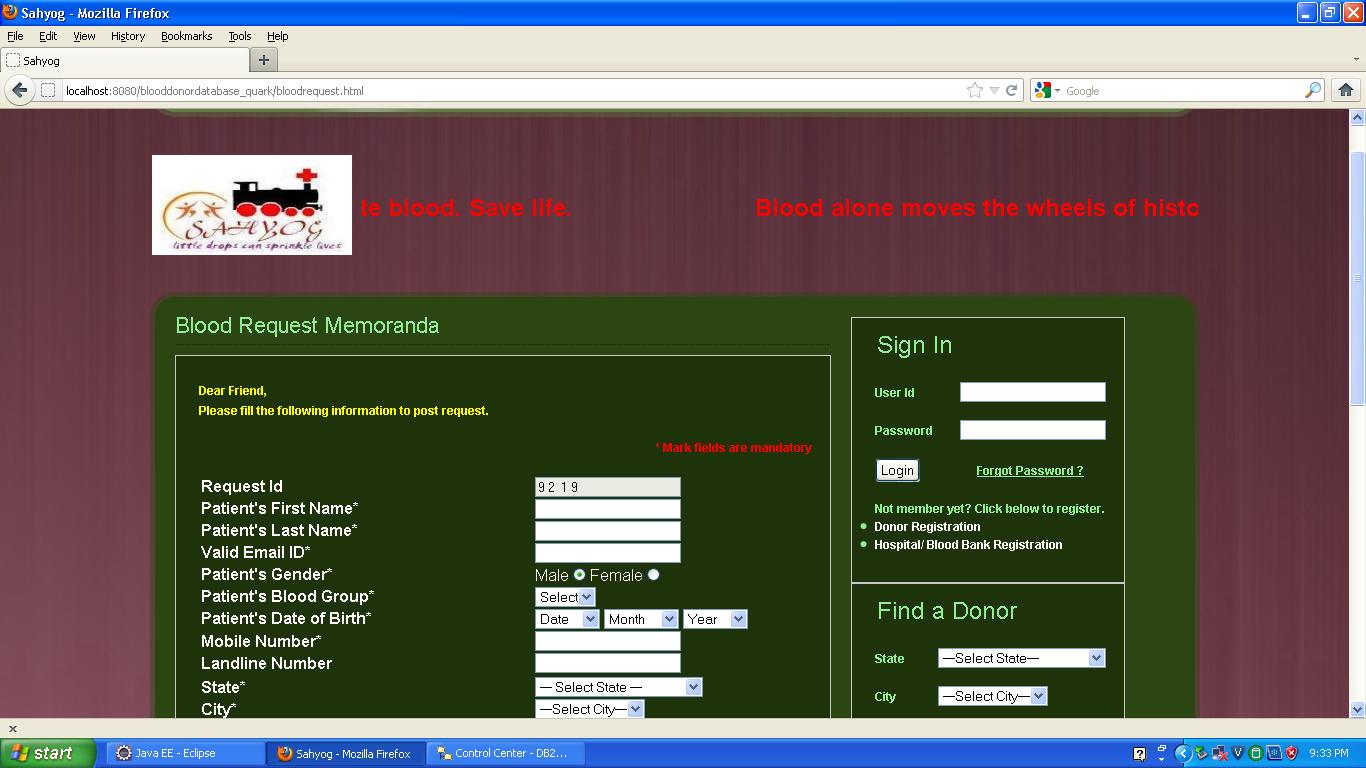 Sahyog - Mozilla Firefox
File Edit View History Bookmarks Tools Help
Sahyog
localhost:8080/blooddonordatabase_quark/bloodrequest.html
Google
SAHYOG
little drops can sprinkle lives
te blood. Save life. Blood alone moves the wheels of histo
Blood Request Memoranda
Dear Friend,
Please fill the following information to post request.
* Mark fields are mandatory
Request Id 9 2 1 9
Patient's First Name*
Patient's Last Name*
Valid Email ID*
Patient's Gender* Male Female
Patient's Blood Group* Select
Patient's Date of Birth* Date Month Year
Mobile Number*
Landline Number
State* — Select State —
City* —Select City—
Sign In
User Id
Password
Login Forgot Password ?
Not member yet? Click below to register.
Donor Registration
Hospital/ Blood Bank Registration
Find a Donor
State —Select State—
City —Select City—
start Java EE - Eclipse Sahyog - Mozilla Firefox Control Center - DB2... 9:33 PM